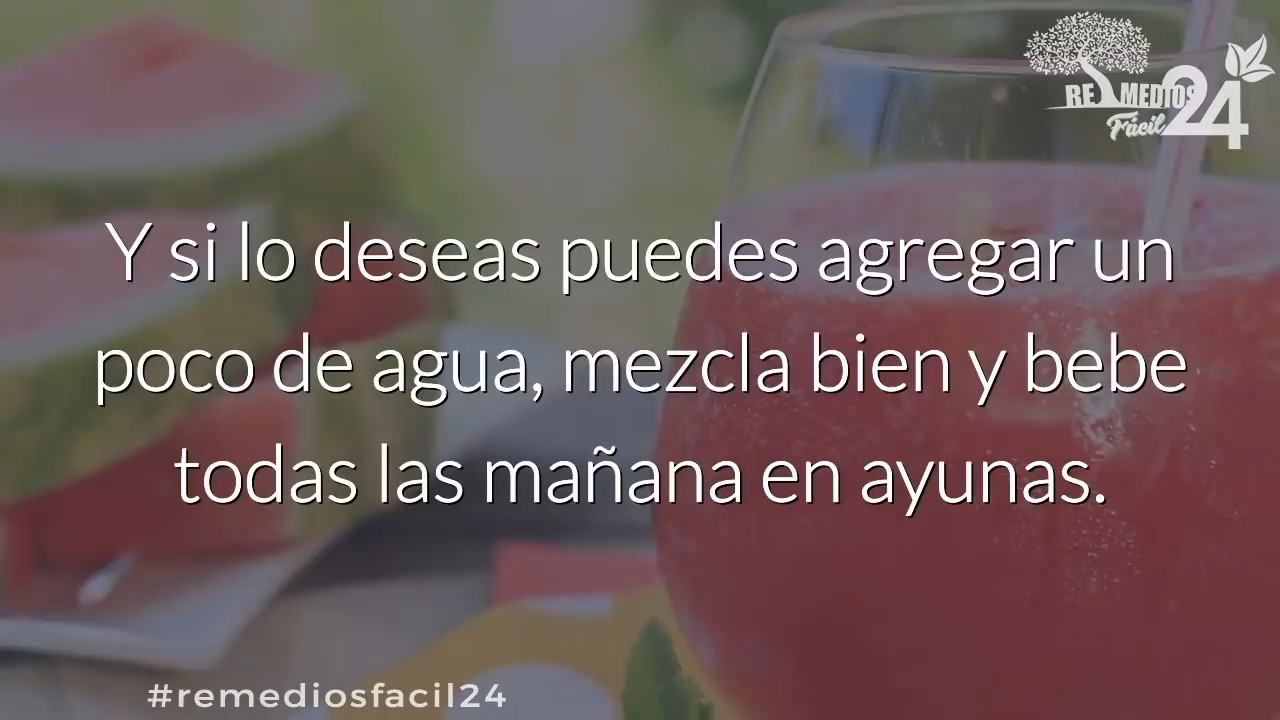 REMEDIOS
Fácil 24
Y si lo deseas puedes agregar un
poco de agua, mezcla bien y bebe
todas las mañana en ayunas.
#remediosfacil24